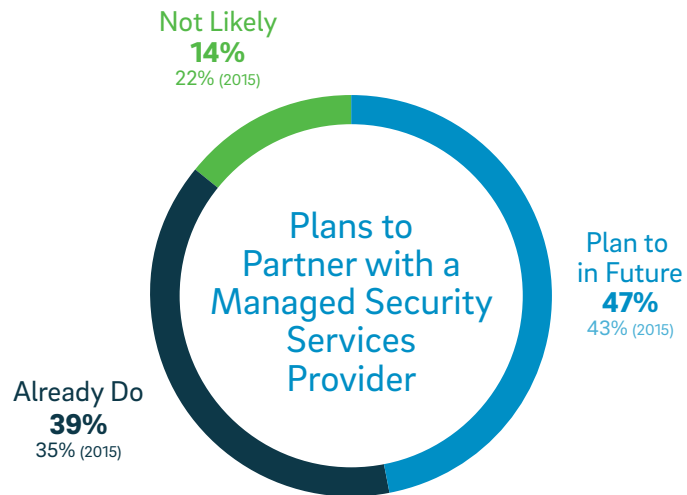 Not Likely
14%
22% (2015)
Plans to
Partner with a
Managed Security
Services
Provider
Plan to
in Future
47%
43% (2015)
Already Do
39%
35% (2015)